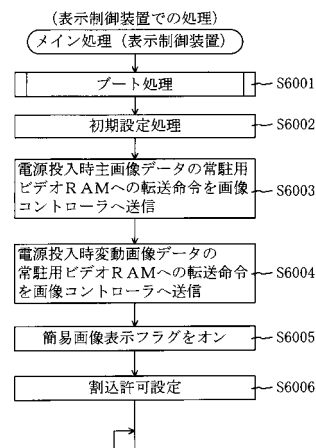 (表示制御装置での処理)
メイン処理(表示制御装置)
ブート処理
S6001
初期設定処理
S6002
電源投入時主画像データの常駐用
ビデオRAMへの転送命令を画像
コントローラへ送信
S6003
電源投入時変動画像データの
常駐用ビデオRAMへの転送命令
を画像コントローラへ送信
S6004
簡易画像表示フラグをオン
S6005
割込許可設定
S6006